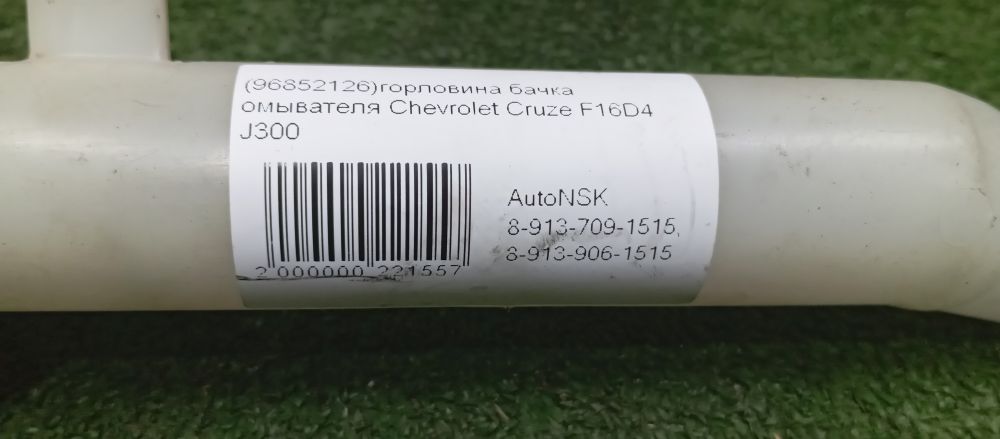 (96852126)горловина бачка
омывателя Chevrolet Cruze F16D4
J300
AutoNSK
8-913-709-1515,
8-913-906-1515
2 000000 221557